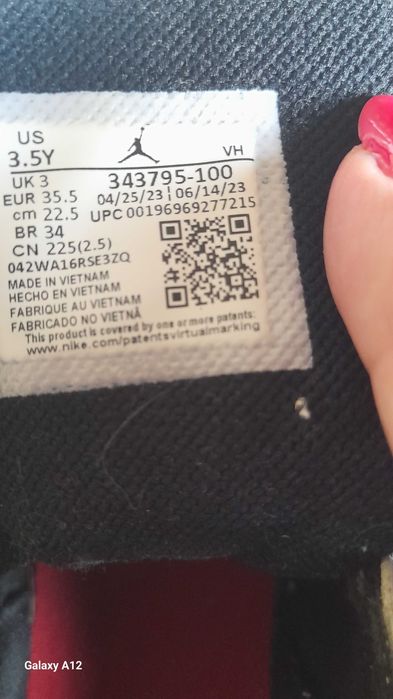 US
3.5Y
VH
UK 3
343795-100
EUR 35.5
04/25/23 | 06/14/23
cm 22.5
UPC 00196969277215
BR 34
CN 225(2.5)
042WA16RSE3ZQ
MADE IN VIETNAM
HECHO EN VIETNAM
FABRIQUE AU VIETNAM
FABRICADO NO VIETNÃ
This product is covered by one or more patents:
www.nike.com/patentsvirtualmarking
Galaxy A12